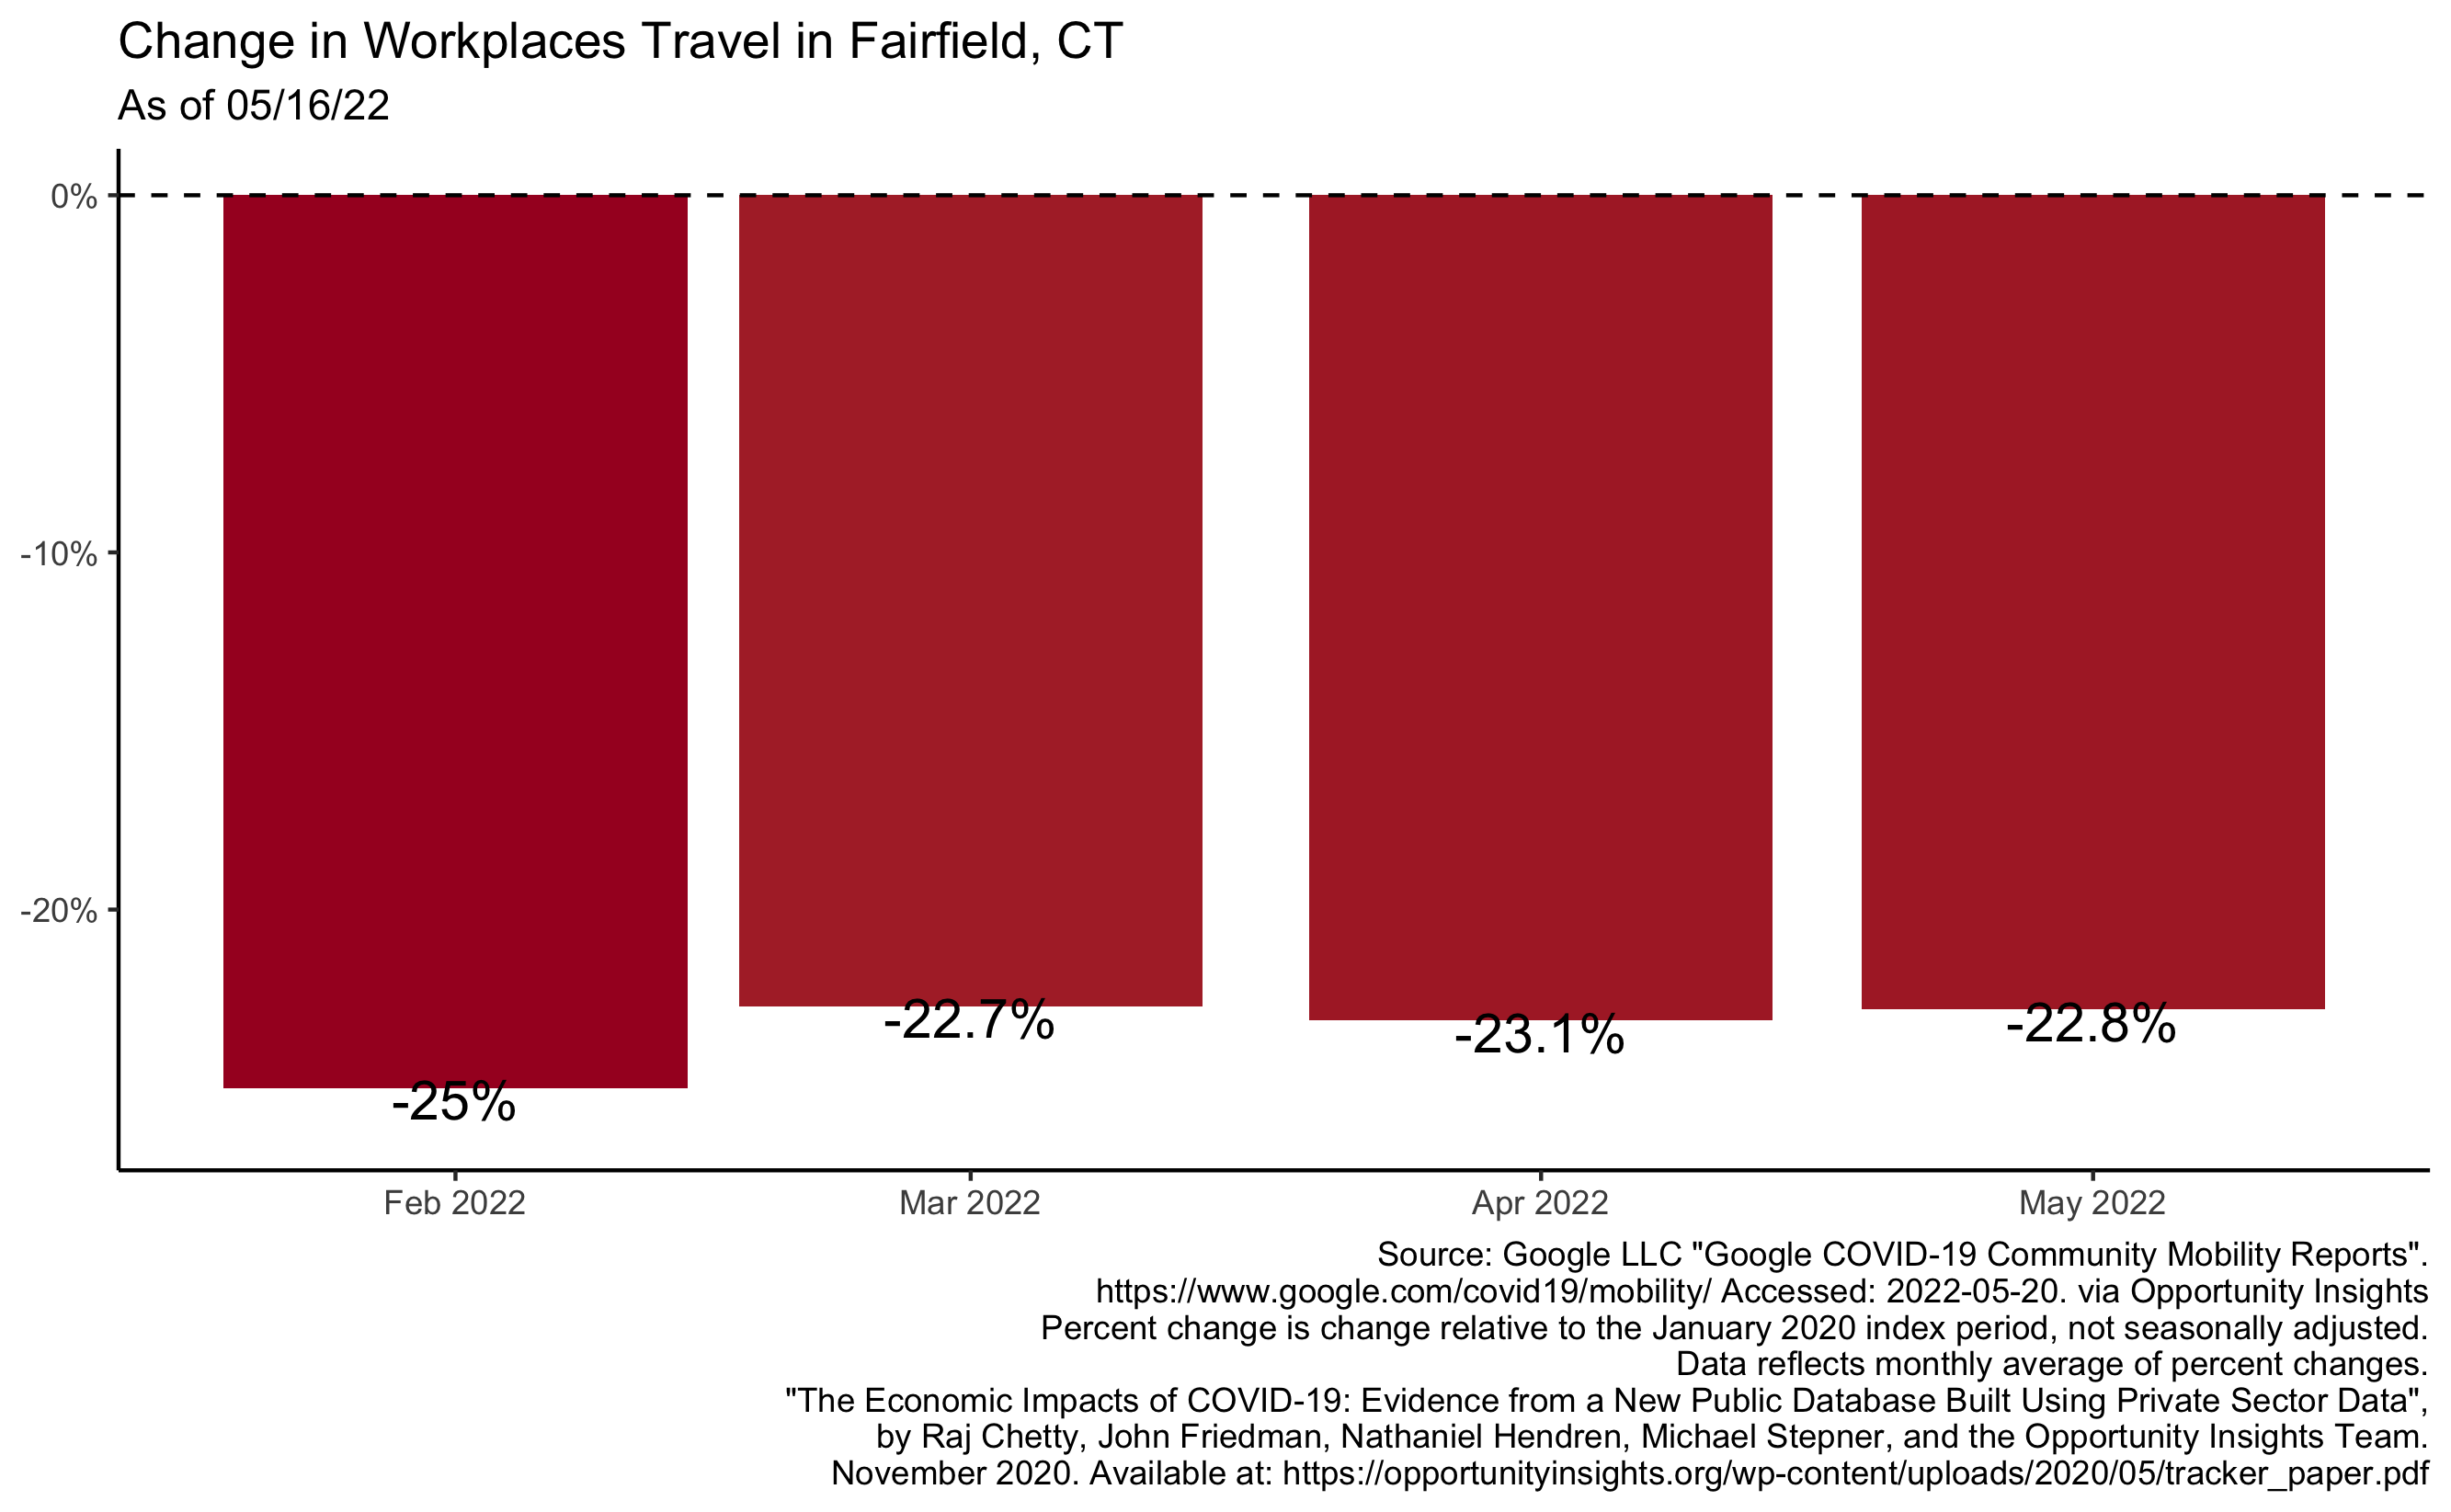 Change in Workplaces Travel in Fairfield, CT
As of 05/16/22
0%
-10%
-20%
-25%
-22.7%
-23.1%
-22.8%
Feb 2022
Mar 2022
Apr 2022
May 2022
Source: Google LLC "Google COVID-19 Community Mobility Reports".
https://www.google.com/covid19/mobility/ Accessed: 2022-05-20. via Opportunity Insights
Percent change is change relative to the January 2020 index period, not seasonally adjusted.
Data reflects monthly average of percent changes.
"The Economic Impacts of COVID-19: Evidence from a New Public Database Built Using Private Sector Data",
by Raj Chetty, John Friedman, Nathaniel Hendren, Michael Stepner, and the Opportunity Insights Team.
November 2020. Available at: https://opportunityinsights.org/wp-content/uploads/2020/05/tracker_paper.pdf